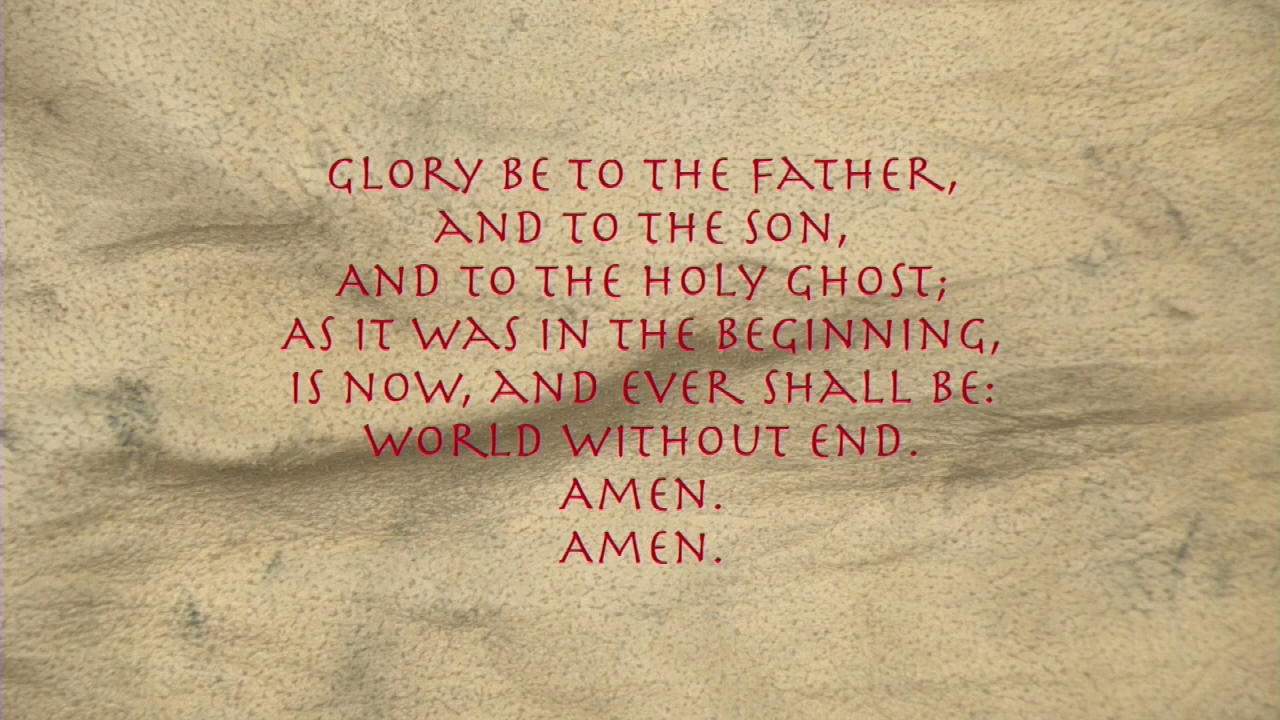 GLORY BE TO THE FATHER,
AND TO THE SON,
AND TO THE HOLY GHOST;
AS IT WAS IN THE BEGINNING,
IS NOW, AND EVER SHALL BE:
WORLD WITHOUT END.
AMEN.
AMEN.